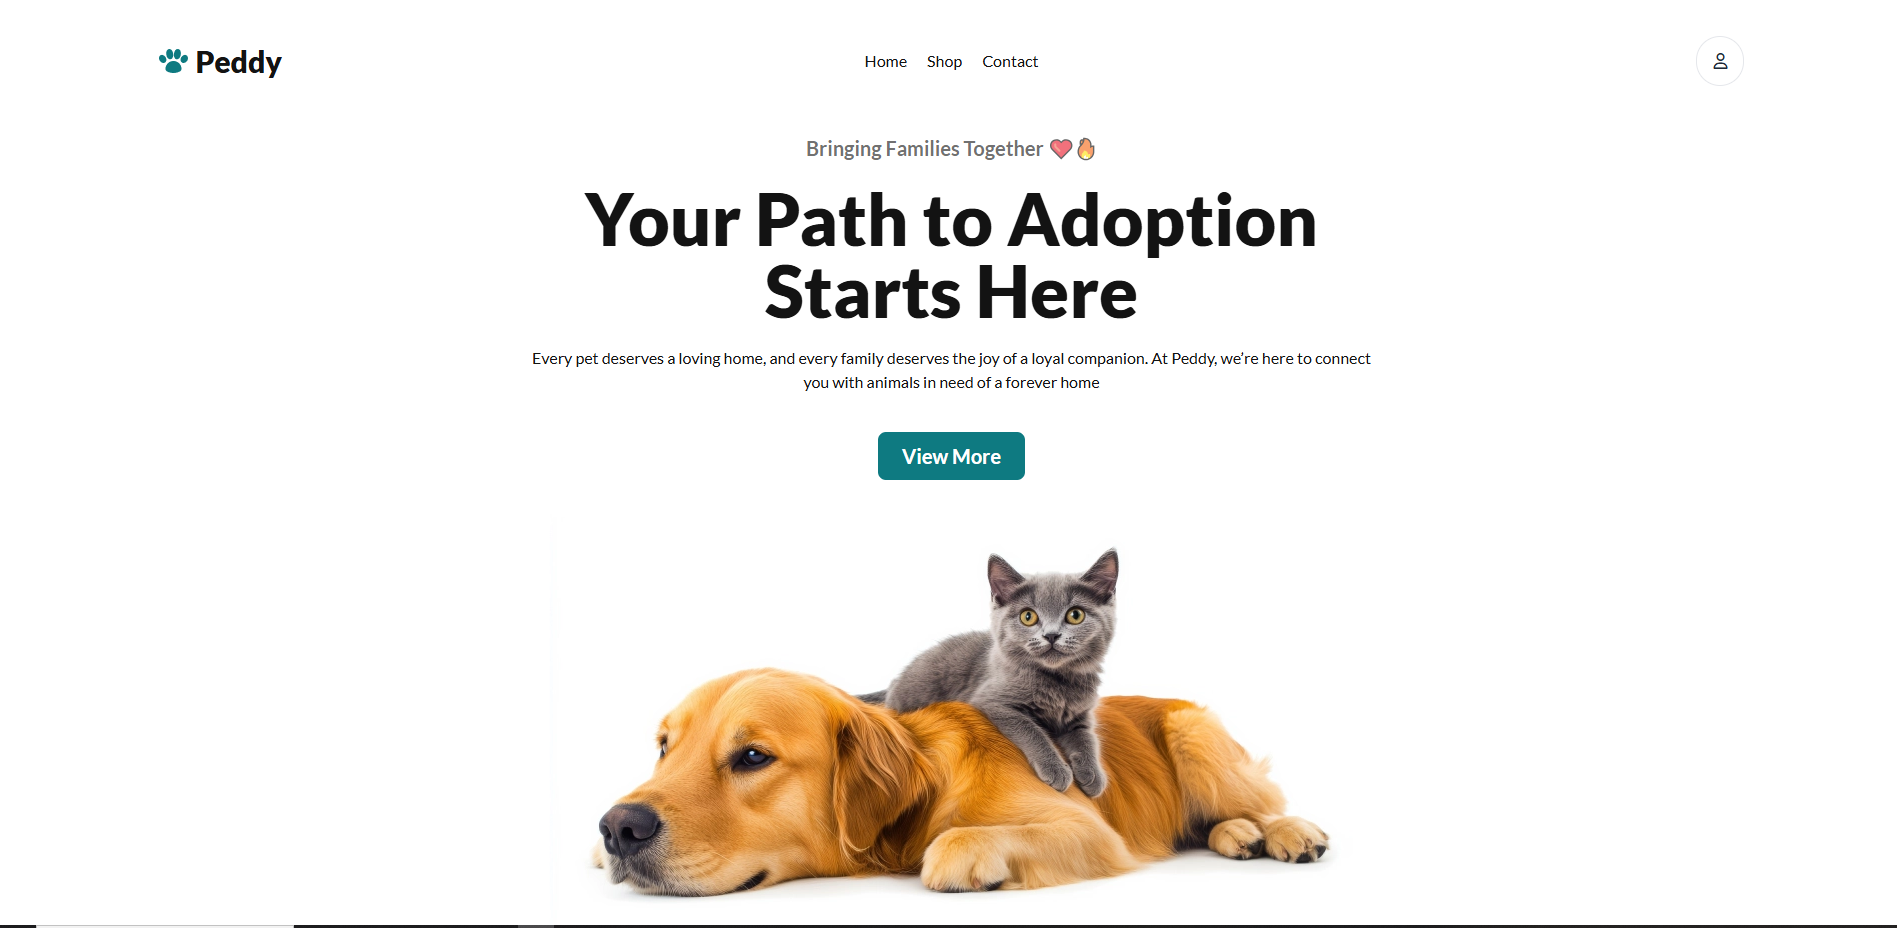 Peddy
Home Shop Contact
Bringing Families Together ❤️🔥
Your Path to Adoption
Starts Here
Every pet deserves a loving home, and every family deserves the joy of a loyal companion. At Peddy, we’re here to connect
you with animals in need of a forever home
View More